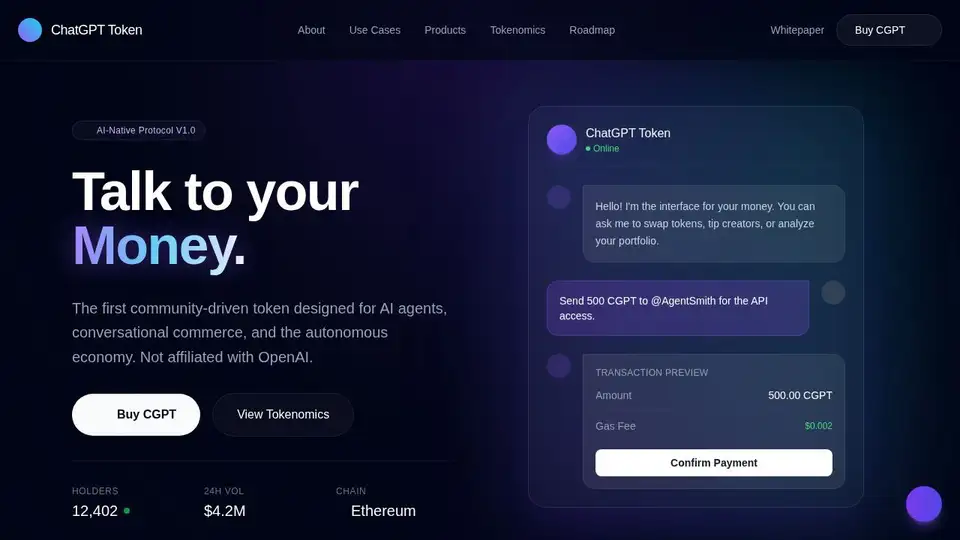 ChatGPT Token
About
Use Cases
Products
Tokenomics
Roadmap
Whitepaper
Buy CGPT
AI-Native Protocol V1.0
Talk to your
Money.
The first community-driven token designed for AI agents,
conversational commerce, and the autonomous
economy. Not affiliated with OpenAI.
Buy CGPT
View Tokenomics
HOLDERS
12,402
24H VOL
$4.2M
CHAIN
Ethereum
ChatGPT Token
Online
Hello! I'm the interface for your money. You can
ask me to swap tokens, tip creators, or analyze
your portfolio.
Send 500 CGPT to @AgentSmith for the API
access.
TRANSACTION PREVIEW
Amount 500.00 CGPT
Gas Fee $0.002
Confirm Payment